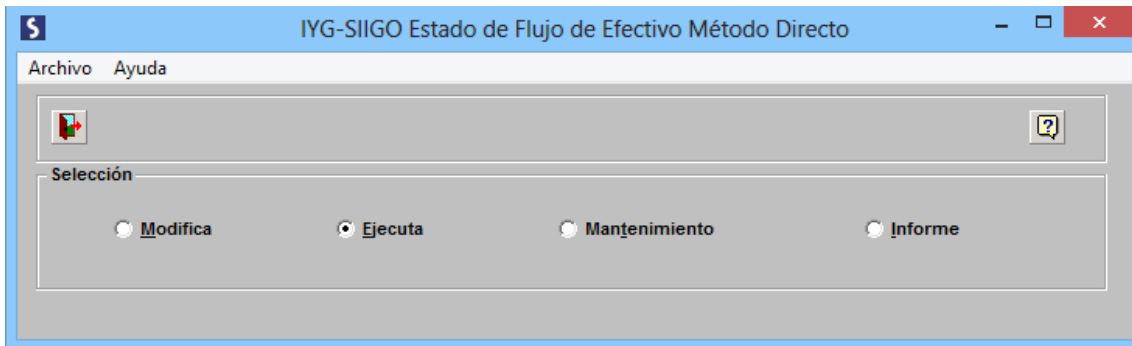 S IYG-SIIGO Estado de Flujo de Efectivo Método Directo
Archivo Ayuda
?
Selección
Modifica Ejecuta Mantenimiento Informe